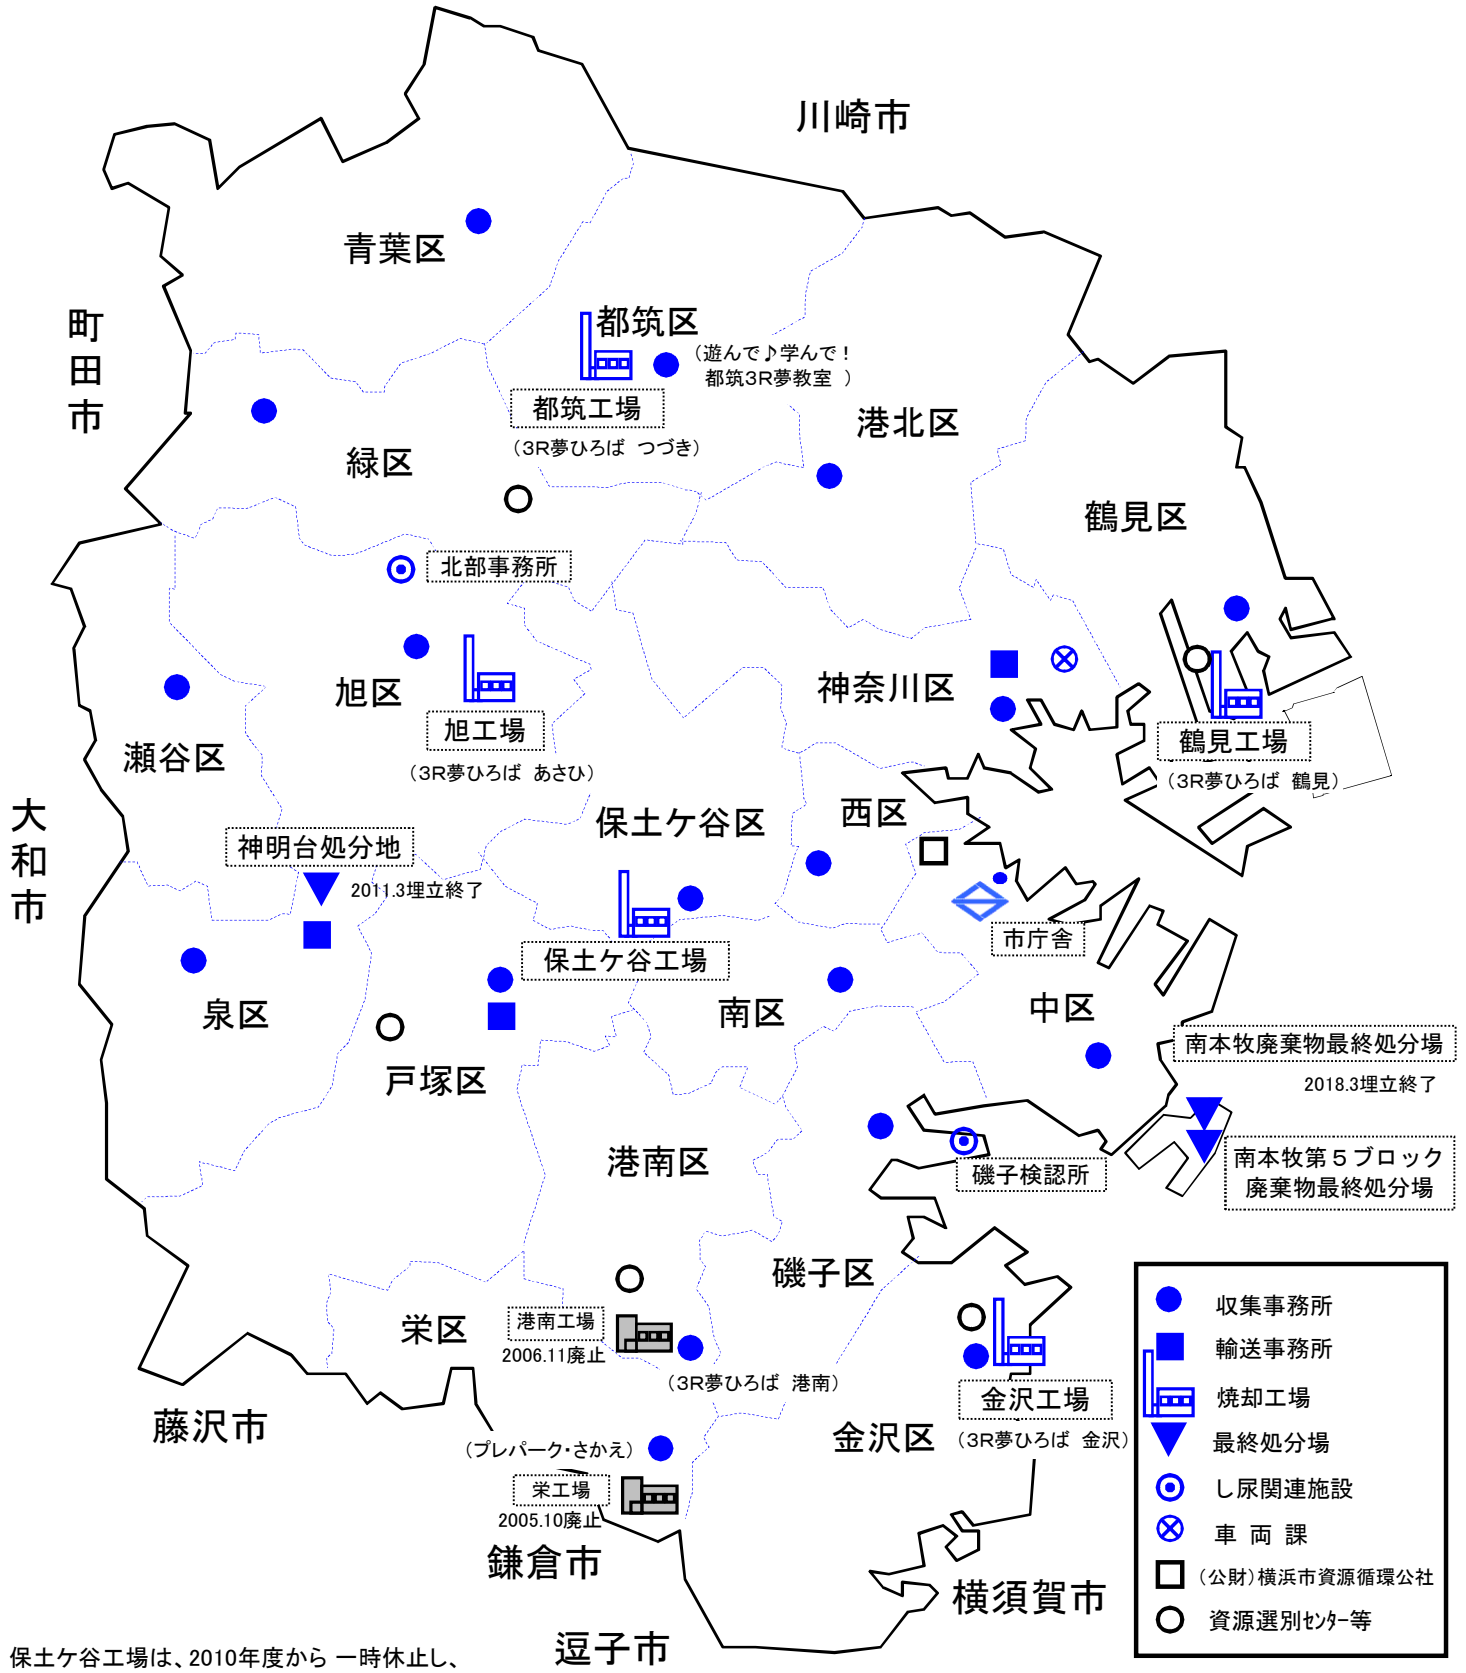 川崎市
青葉区
町
田
市
都筑区
(遊んで♪学んで!
都筑3R夢教室 )
都筑工場
(3R夢ひろば つづき)
港北区
緑区
鶴見区
北部事務所
旭区
神奈川区
旭工場
鶴見工場
瀬谷区
(3R夢ひろば あさひ)
(3R夢ひろば 鶴見)
大
和
市
保土ケ谷区
西区
神明台処分地
2011.3埋立終了
市庁舎
保土ケ谷工場
泉区
南区
中区
南本牧廃棄物最終処分場
2018.3埋立終了
戸塚区
港南区
磯子検認所
南本牧第5ブロック
廃棄物最終処分場
磯子区
栄区
港南工場
2006.11廃止
(3R夢ひろば 港南)
金沢工場
金沢区
(3R夢ひろば 金沢)
藤沢市
(プレパーク・さかえ)
栄工場
2005.10廃止
鎌倉市
横須賀市
逗子市
収集事務所
輸送事務所
焼却工場
最終処分場
し尿関連施設
車 両 課
(公財)横浜市資源循環公社
資源選別センター等
保土ケ谷工場は、2010年度から 一時休止し、